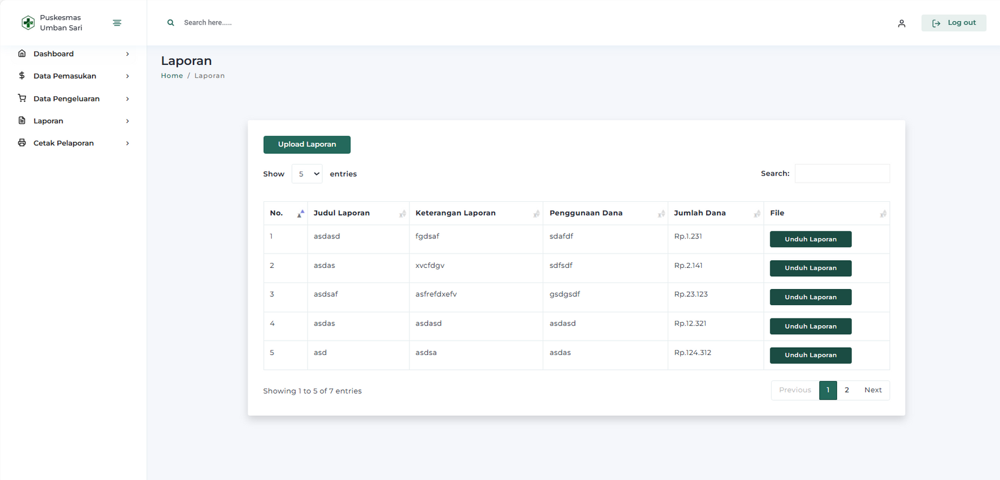 Puskesmas
Umban Sari
Search here.....
Log out
Dashboard
Data Pemasukan
Data Pengeluaran
Laporan
Cetak Pelaporan
Laporan
Home / Laporan
Upload Laporan
Show 5 entries
Search:
No. Judul Laporan Keterangan Laporan Penggunaan Dana Jumlah Dana File
1 asdasd fgdsaf sdafdf Rp.1.231 Unduh Laporan
2 asdas xvcfdgv sdfsdf Rp.2.141 Unduh Laporan
3 asdsaf asfrefdxefv gsdgsdf Rp.23.123 Unduh Laporan
4 asdas asdasd asdasd Rp.12.321 Unduh Laporan
5 asd asdsa asdas Rp.124.312 Unduh Laporan
Showing 1 to 5 of 7 entries
Previous 1 2 Next